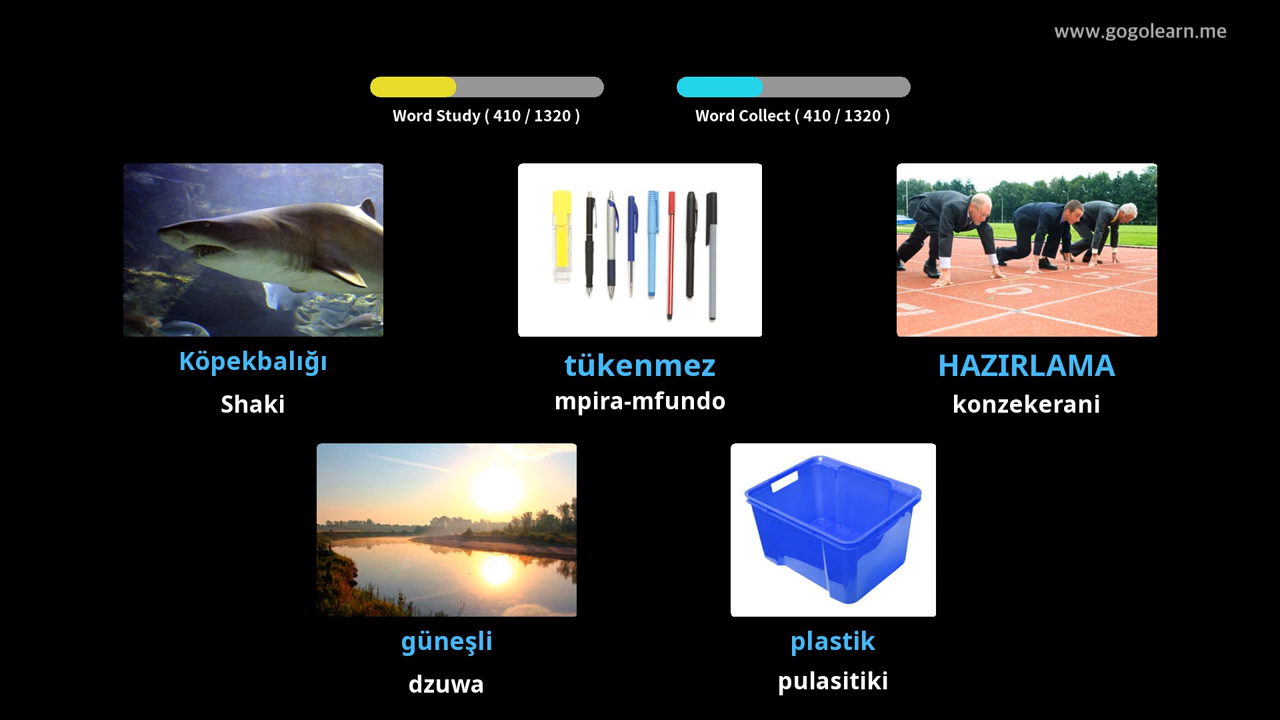 www.gogolearn.me
Word Study ( 410 / 1320 )
Word Collect ( 410 / 1320 )
Köpekbalığı
Shaki
tükenmez
mpira-mfundo
HAZIRLAMA
konzekerani
güneşli
dzuwa
plastik
pulasitiki